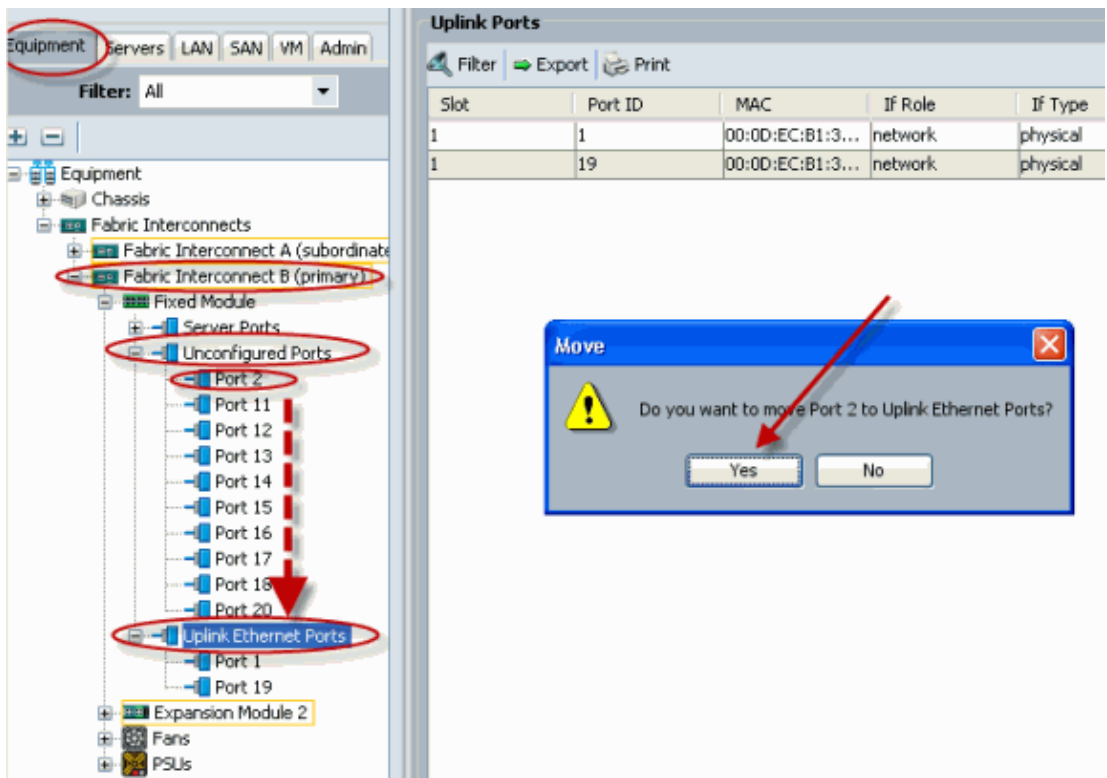 Equipment Servers LAN SAN VM Admin
Filter: All
Equipment
Chassis
Fabric Interconnects
Fabric Interconnect A (subordinate
Fabric Interconnect B (primary)
Fixed Module
Server Ports
Unconfigured Ports
Port 2
Port 11
Port 12
Port 13
Port 14
Port 15
Port 16
Port 17
Port 18
Port 20
Uplink Ethernet Ports
Port 1
Port 19
Expansion Module 2
Fans
PSUs
Uplink Ports
Filter Export Print
Slot Port ID MAC If Role If Type
1 1 00:0D:EC:B1:3... network physical
1 19 00:0D:EC:B1:3... network physical
Move
Do you want to move Port 2 to Uplink Ethernet Ports?
Yes No